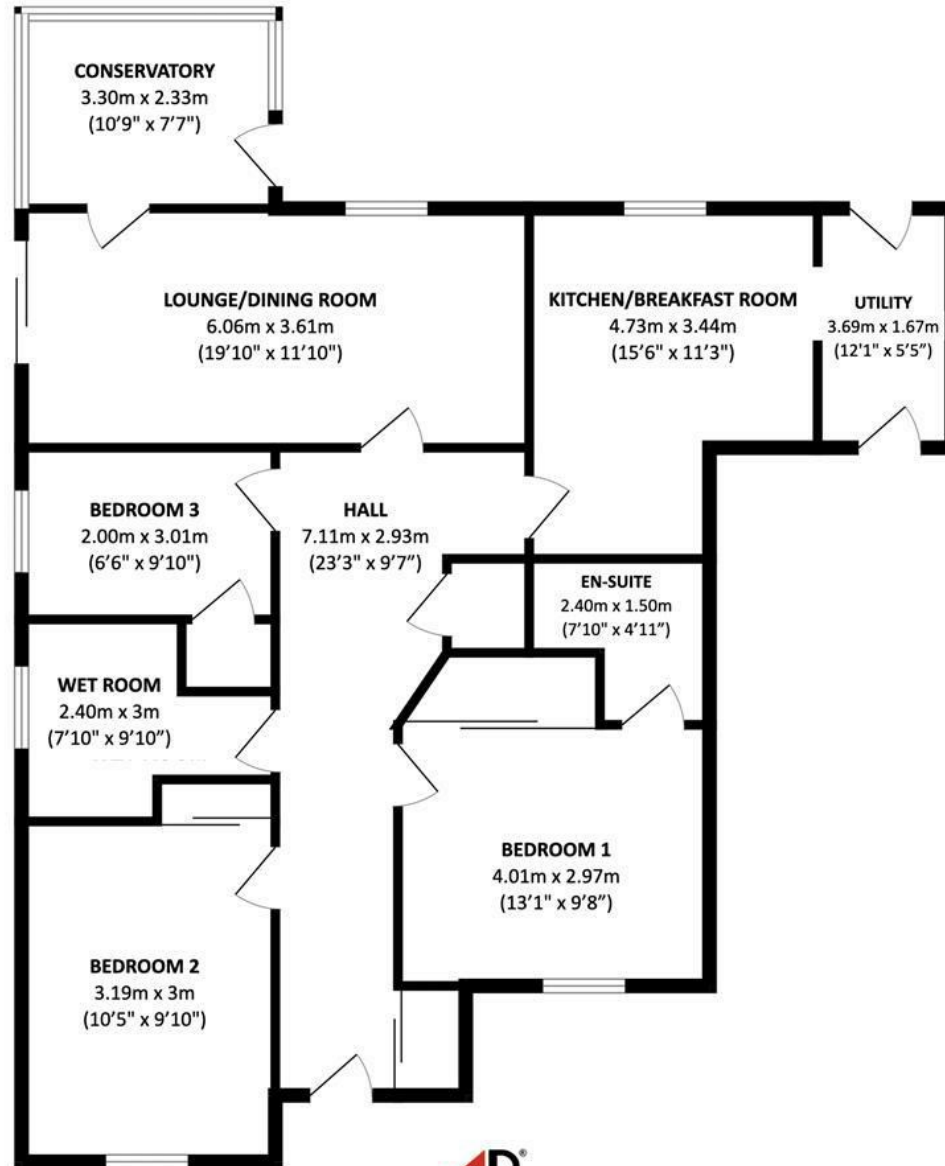 CONSERVATORY
3.30m x 2.33m
(10'9" x 7'7")
LOUNGE/DINING ROOM
6.06m x 3.61m
(19'10" x 11'10")
KITCHEN/BREAKFAST ROOM
4.73m x 3.44m
(15'6" x 11'3")
UTILITY
3.69m x 1.67m
(12'1" x 5'5”)
BEDROOM 3
2.00m x 3.01m
(6'6" x 9'10")
HALL
7.11m x 2.93m
(23'3" x 9'7”)
EN-SUITE
2.40m x 1.50m
(7'10" x 4'11”)
WET ROOM
2.40m x 3m
(7'10" x 9'10”)
BEDROOM 1
4.01m x 2.97m
(13'1" x 9'8”)
BEDROOM 2
3.19m x 3m
(10'5" x 9'10”)
D®